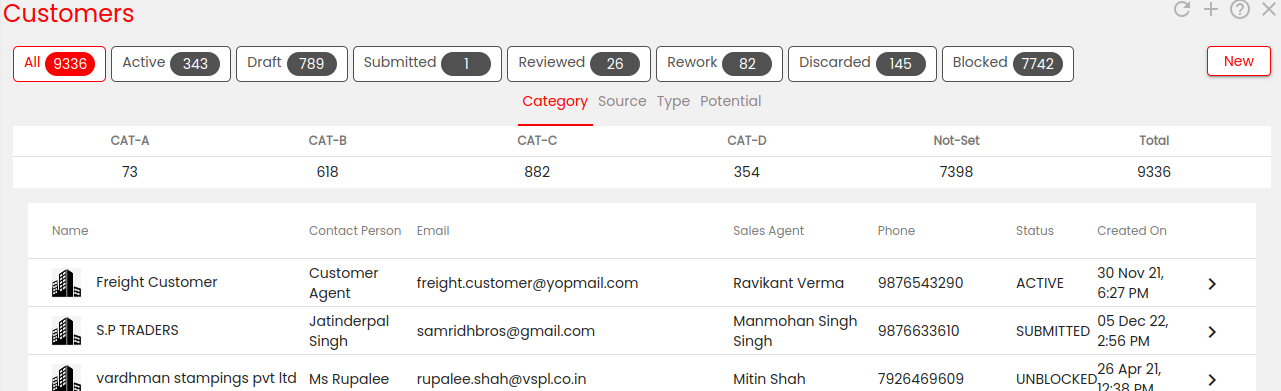 Customers
All 9336 Active 343 Draft 789 Submitted 1 Reviewed 26 Rework 82 Discarded 145 Blocked 7742 New
Category Source Type Potential
CAT-A CAT-B CAT-C CAT-D Not-Set Total
73 618 882 354 7398 9336
Name Contact Person Email Sales Agent Phone Status Created On
Freight Customer Customer Agent freight.customer@yopmail.com Ravikant Verma 9876543290 ACTIVE 30 Nov 21, 6:27 PM
S.P TRADERS Jatinderpal Singh samridhbros@gmail.com Manmohan Singh Singh 9876633610 SUBMITTED 05 Dec 22, 2:56 PM
vardhman stampings pvt ltd Ms Rupalee rupalee.shah@vspl.co.in Mitin Shah 7926469609 UNBLOCKED 26 Apr 21, 12:38 PM